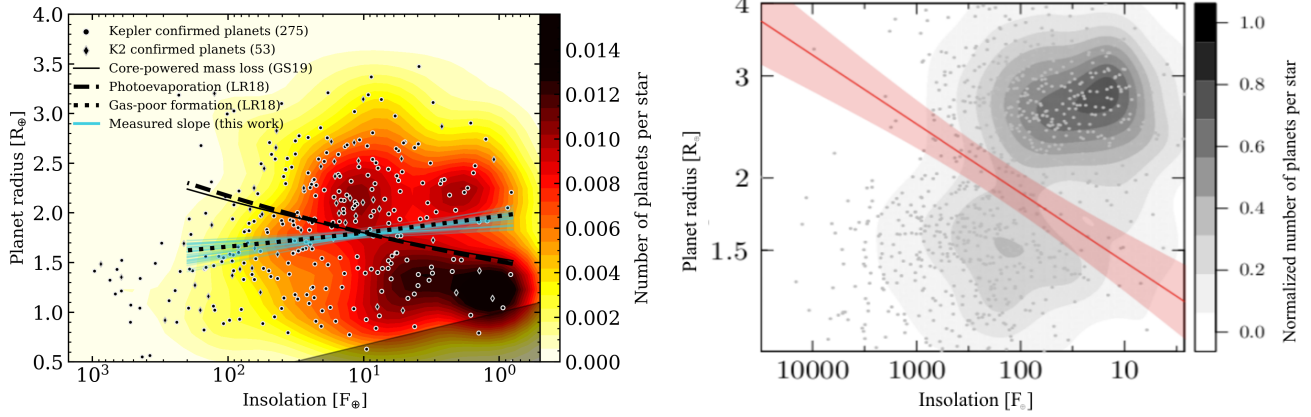 4.0
3.5
3.0
2.5
2.0
1.5
1.0
0.5
Planet radius [R⊕]
Kepler confirmed planets (275)
K2 confirmed planets (53)
Core-powered mass loss (GS19)
Photoevaporation (LR18)
Gas-poor formation (LR18)
Measured slope (this work)
10³
10²
10¹
10⁰
Insolation [F⊕]
0.014
0.012
0.010
0.008
0.006
0.004
0.002
0.000
Number of planets per star
4
3
2
1.5
Planet radius [R⊕]
10000
1000
100
10
Insolation [F⊕]
1.0
0.8
0.6
0.4
0.2
0.0
Normalized number of planets per star